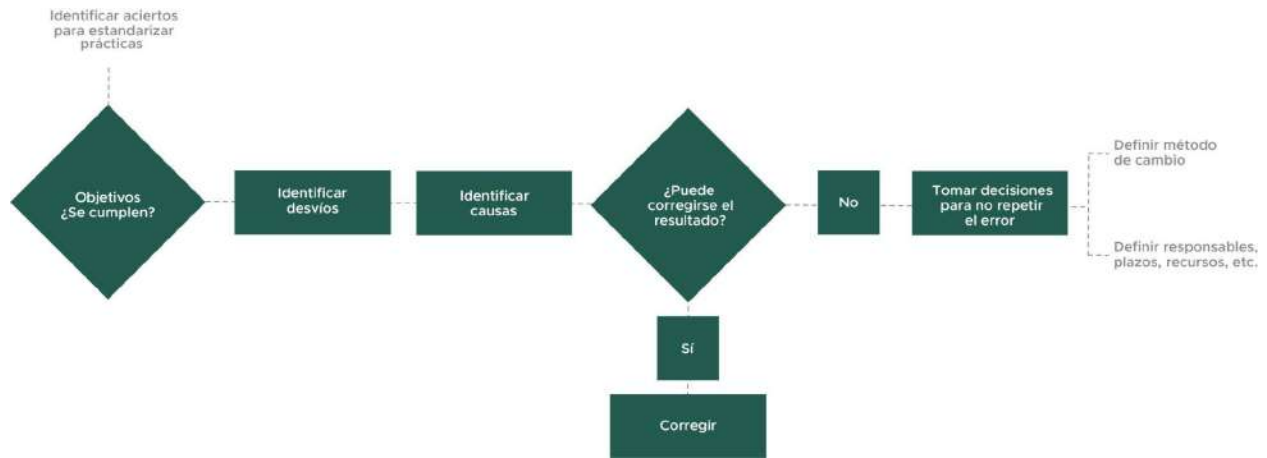 Identificar aciertos
para estandarizar
prácticas
Objetivos
¿Se cumplen?
Identificar
desvíos
Identificar
causas
¿Puede
corregirse el
resultado?
No
Tomar decisiones
para no repetir
el error
Definir método
de cambio
Definir responsables,
plazos, recursos, etc.
Sí
Corregir